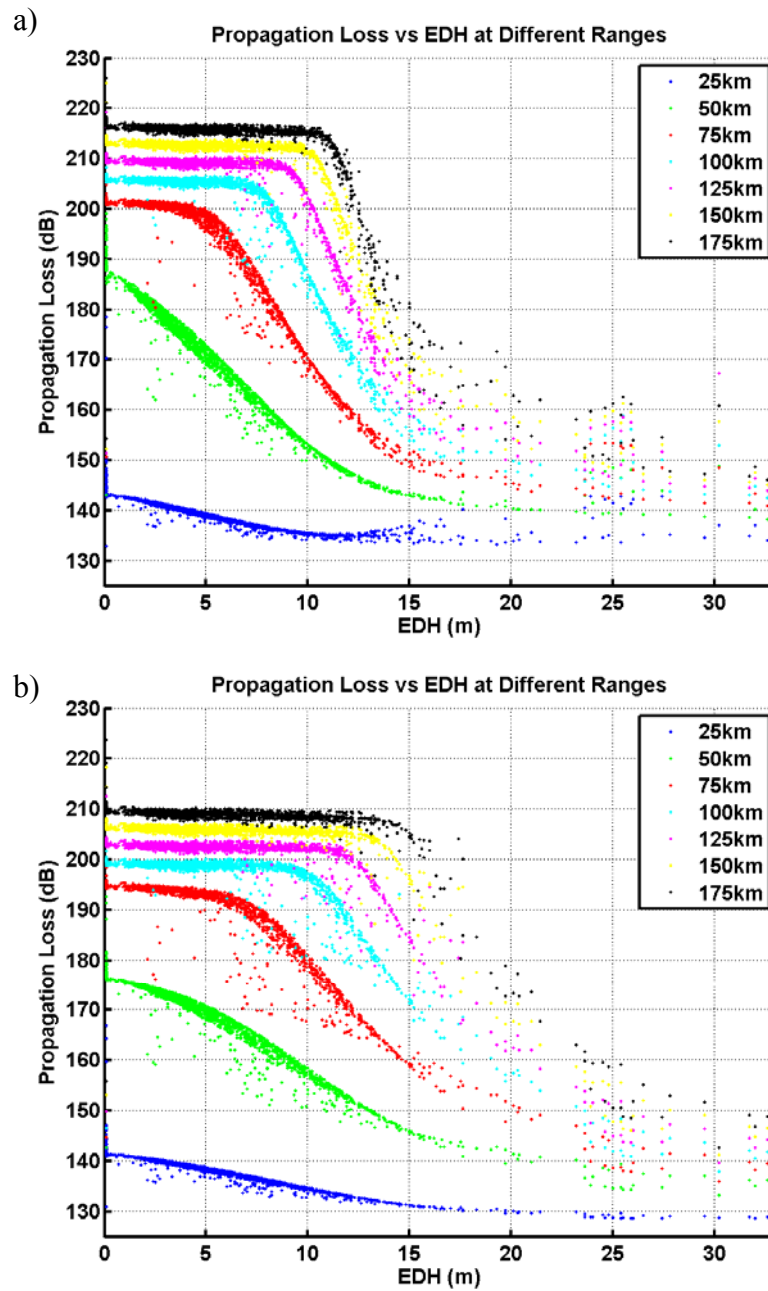 a)
Propagation Loss vs EDH at Different Ranges
230
220
210
200
190
180
170
160
150
140
130
Propagation Loss (dB)
0 5 10 15 20 25 30
EDH (m)
25km
50km
75km
100km
125km
150km
175km
b)
Propagation Loss vs EDH at Different Ranges
230
220
210
200
190
180
170
160
150
140
130
Propagation Loss (dB)
0 5 10 15 20 25 30
EDH (m)
25km
50km
75km
100km
125km
150km
175km